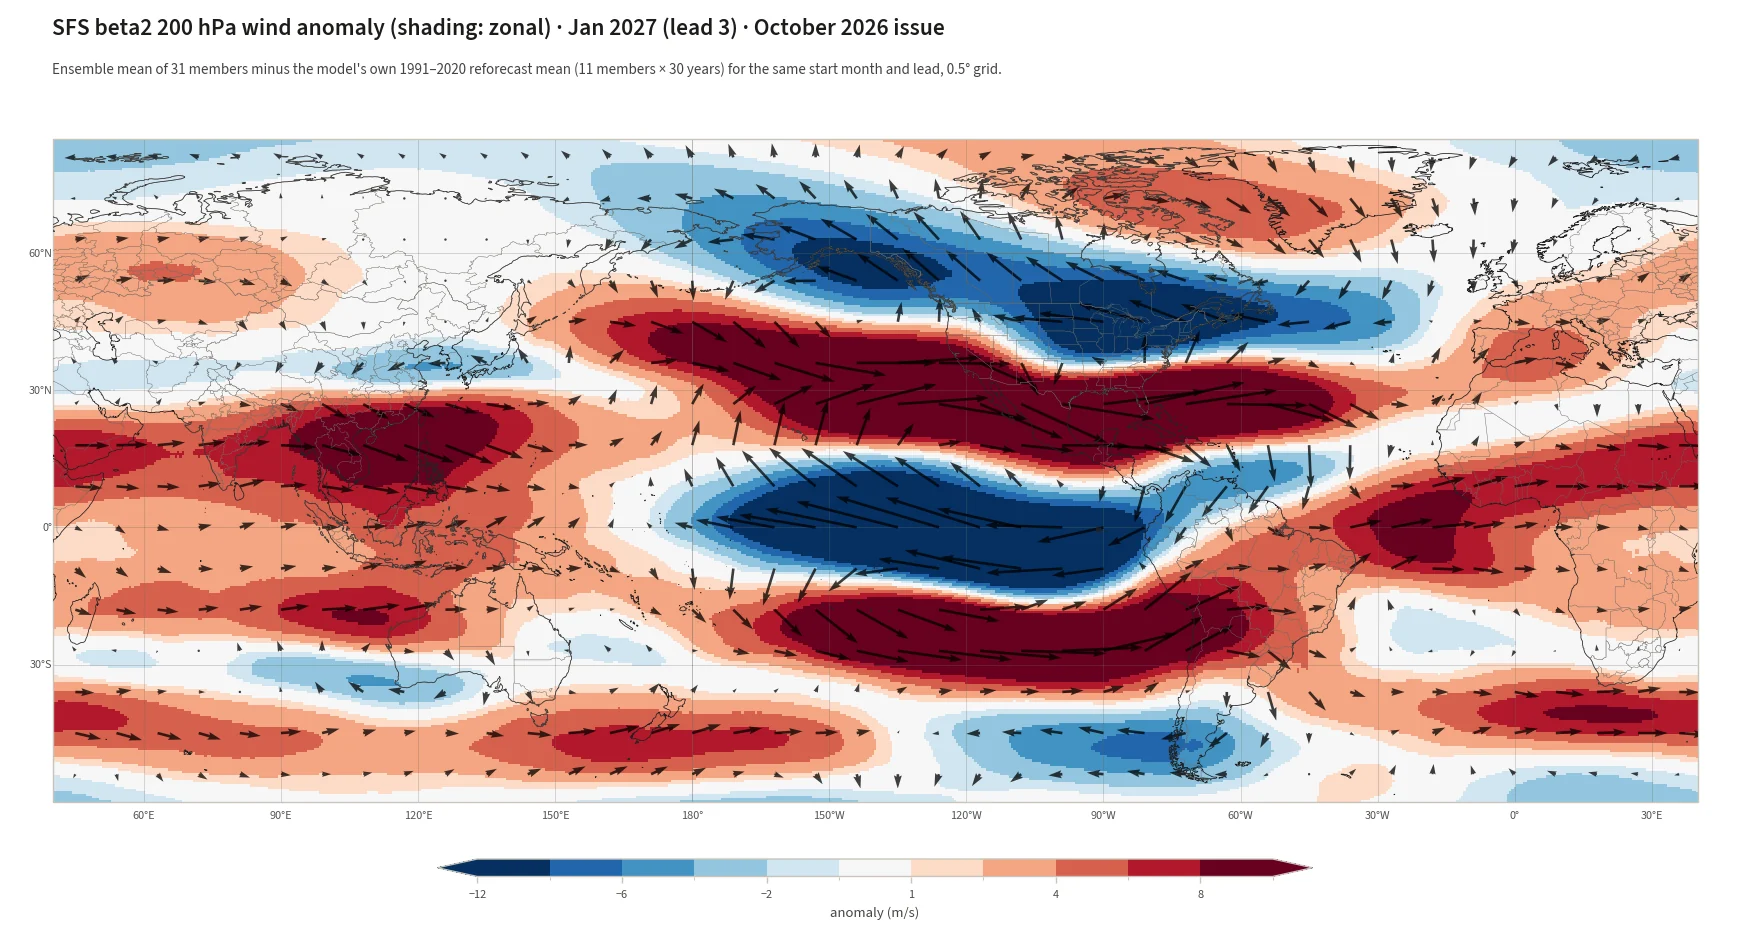 SFS beta2 200 hPa wind anomaly (shading: zonal) · Jan 2027 (lead 3) · October 2026 issue
Ensemble mean of 31 members minus the model's own 1991–2020 reforecast mean (11 members × 30 years) for the same start month and lead, 0.5° grid.
60°N
30°N
0°
30°S
60°E 90°E 120°E 150°E 180° 150°W 120°W 90°W 60°W 30°W 0° 30°E
−12 −6 −2 1 4 8
anomaly (m/s)